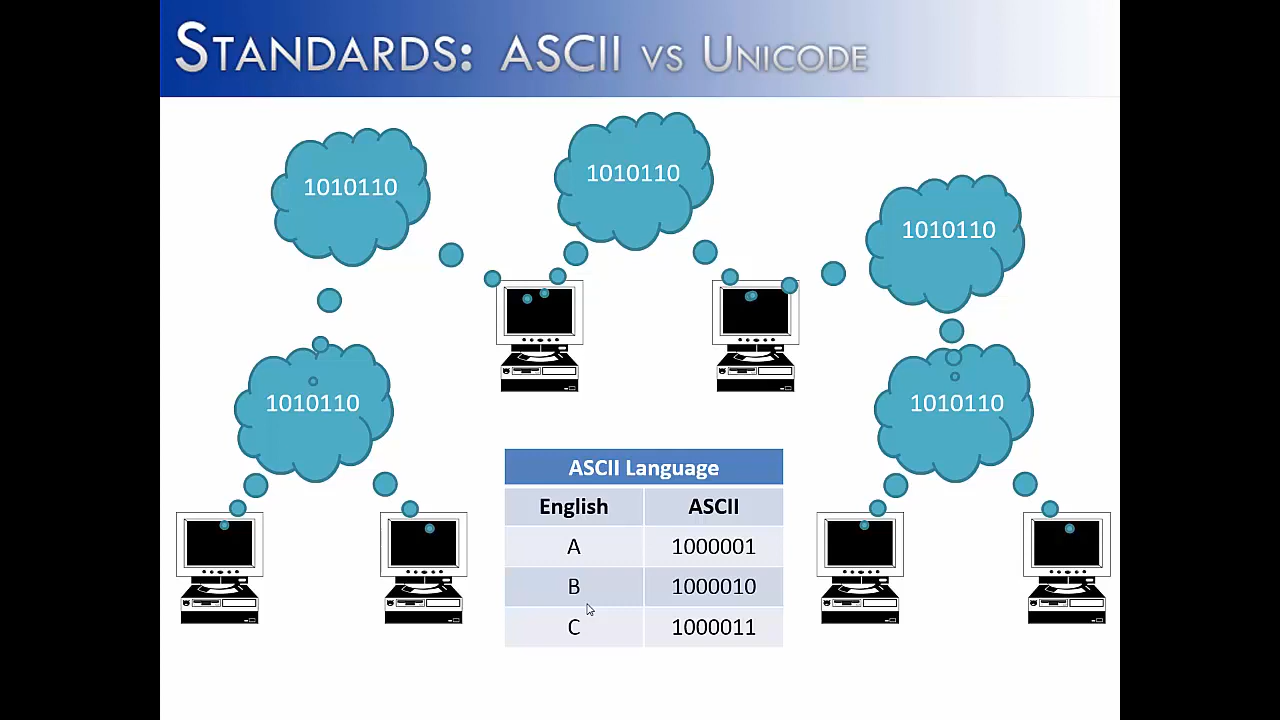 STANDARDS: ASCII VS UNICODE
1010110
1010110
1010110
1010110
1010110
ASCII Language
English ASCII
A 1000001
B 1000010
C 1000011